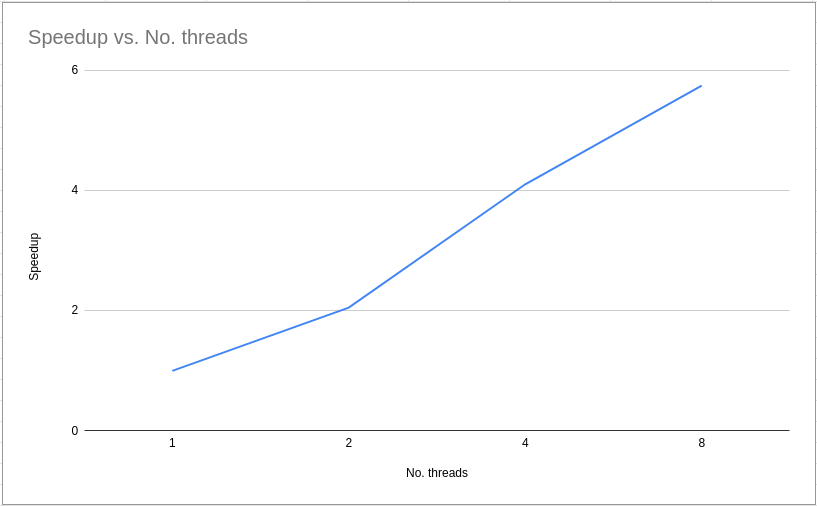 Speedup vs. No. threads
6
4
2
0
Speedup
1 2 4 8
No. threads